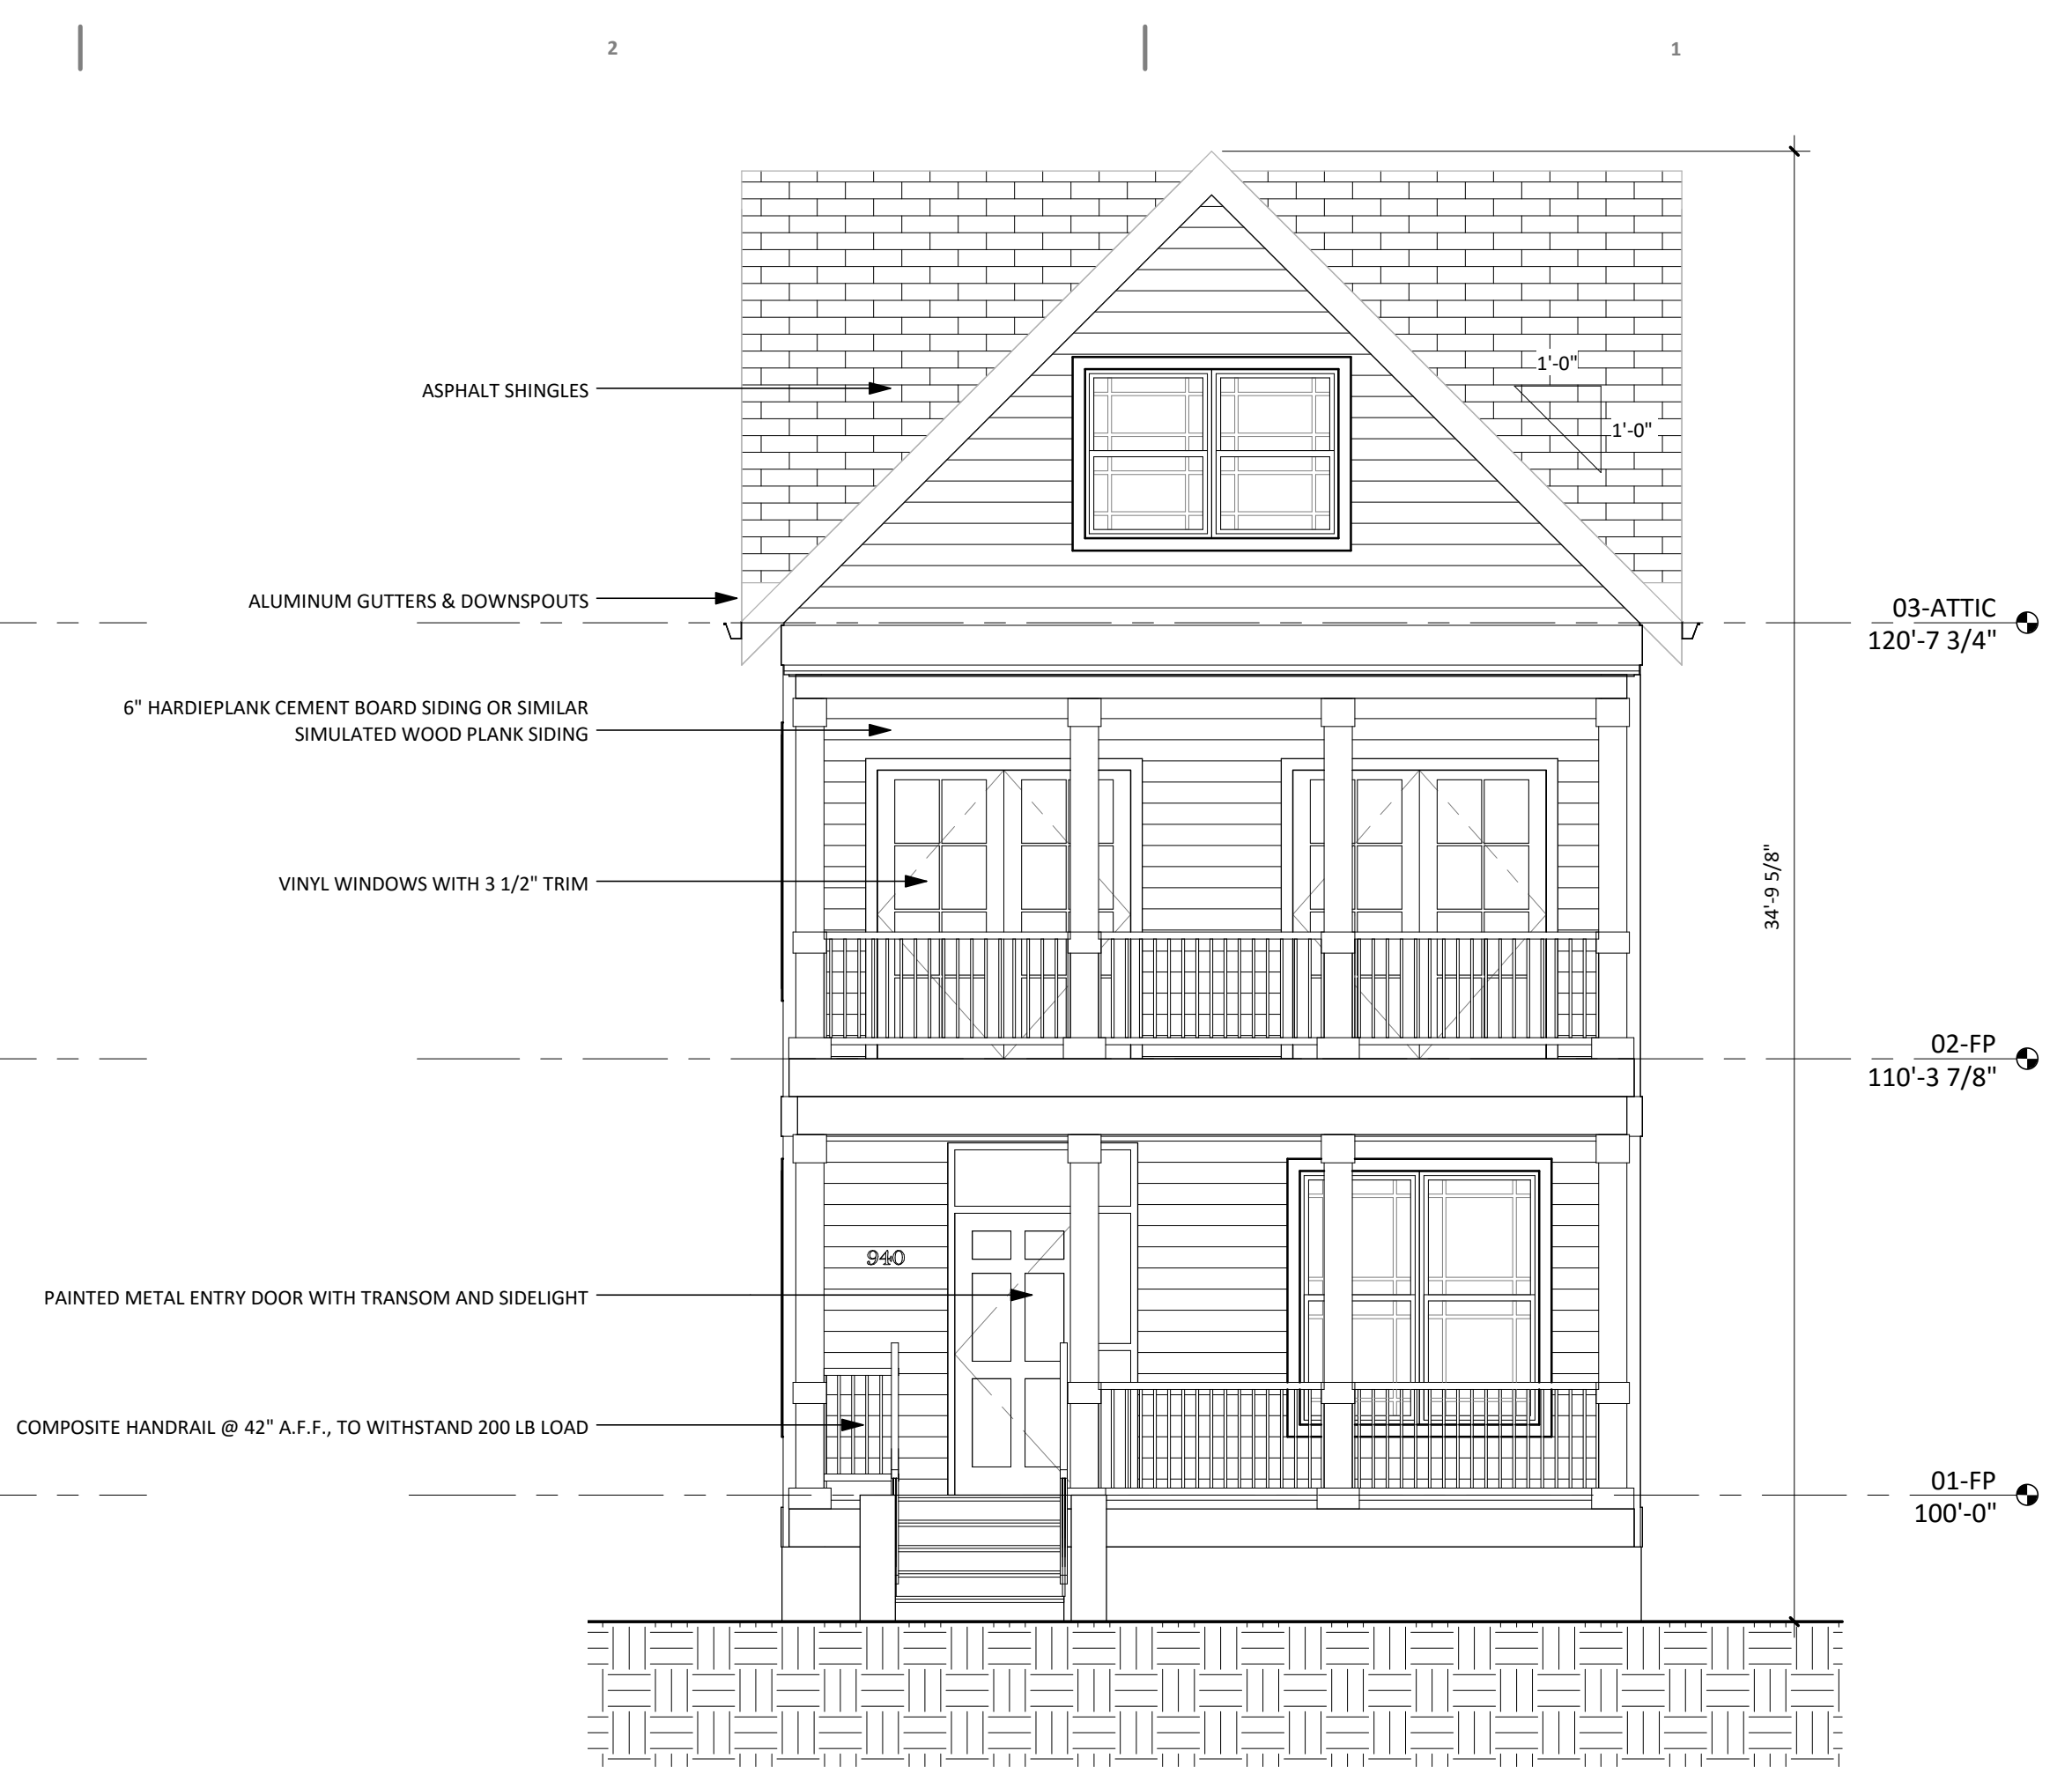 2
1
1'-0"
ASPHALT SHINGLES
1'-0"
ALUMINUM GUTTERS & DOWNSPOUTS
03-ATTIC
120'-7 3/4"
6" HARDIEPLANK CEMENT BOARD SIDING OR SIMILAR
SIMULATED WOOD PLANK SIDING
VINYL WINDOWS WITH 3 1/2" TRIM
34'-9 5/8"
02-FP
110'-3 7/8"
940
PAINTED METAL ENTRY DOOR WITH TRANSOM AND SIDELIGHT
COMPOSITE HANDRAIL @ 42" A.F.F., TO WITHSTAND 200 LB LOAD
01-FP
100'-0"